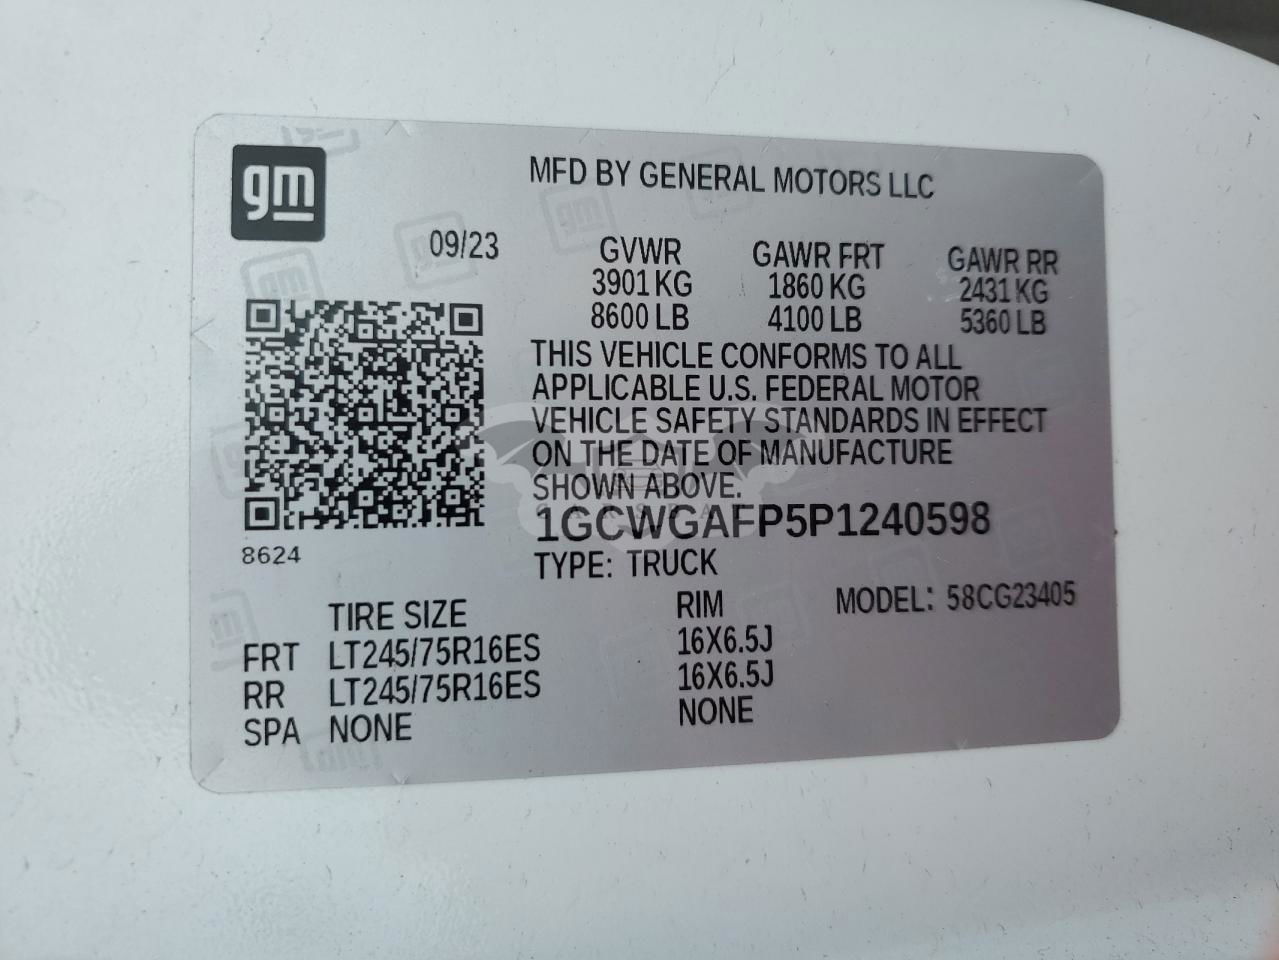 gm
MFD BY GENERAL MOTORS LLC
09/23
GVWR GAWR FRT GAWR RR
3901 KG 1860 KG 2431 KG
8600 LB 4100 LB 5360 LB
THIS VEHICLE CONFORMS TO ALL
APPLICABLE U.S. FEDERAL MOTOR
VEHICLE SAFETY STANDARDS IN EFFECT
ON THE DATE OF MANUFACTURE
SHOWN ABOVE.
1GCWGAFP5P1240598
8624
TYPE: TRUCK
MODEL: 58CG23405
TIRE SIZE RIM
FRT LT245/75R16ES 16X6.5J
RR LT245/75R16ES 16X6.5J
SPA NONE NONE